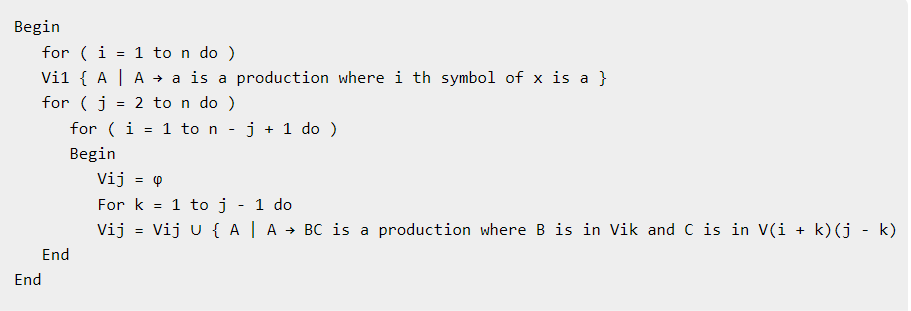 Begin
for ( i = 1 to n do )
Vi1 { A | A → a is a production where i th symbol of x is a }
for ( j = 2 to n do )
for ( i = 1 to n - j + 1 do )
Begin
Vij = φ
For k = 1 to j - 1 do
Vij = Vij ∪ { A | A → BC is a production where B is in Vik and C is in V(i + k)(j - k)
End
End